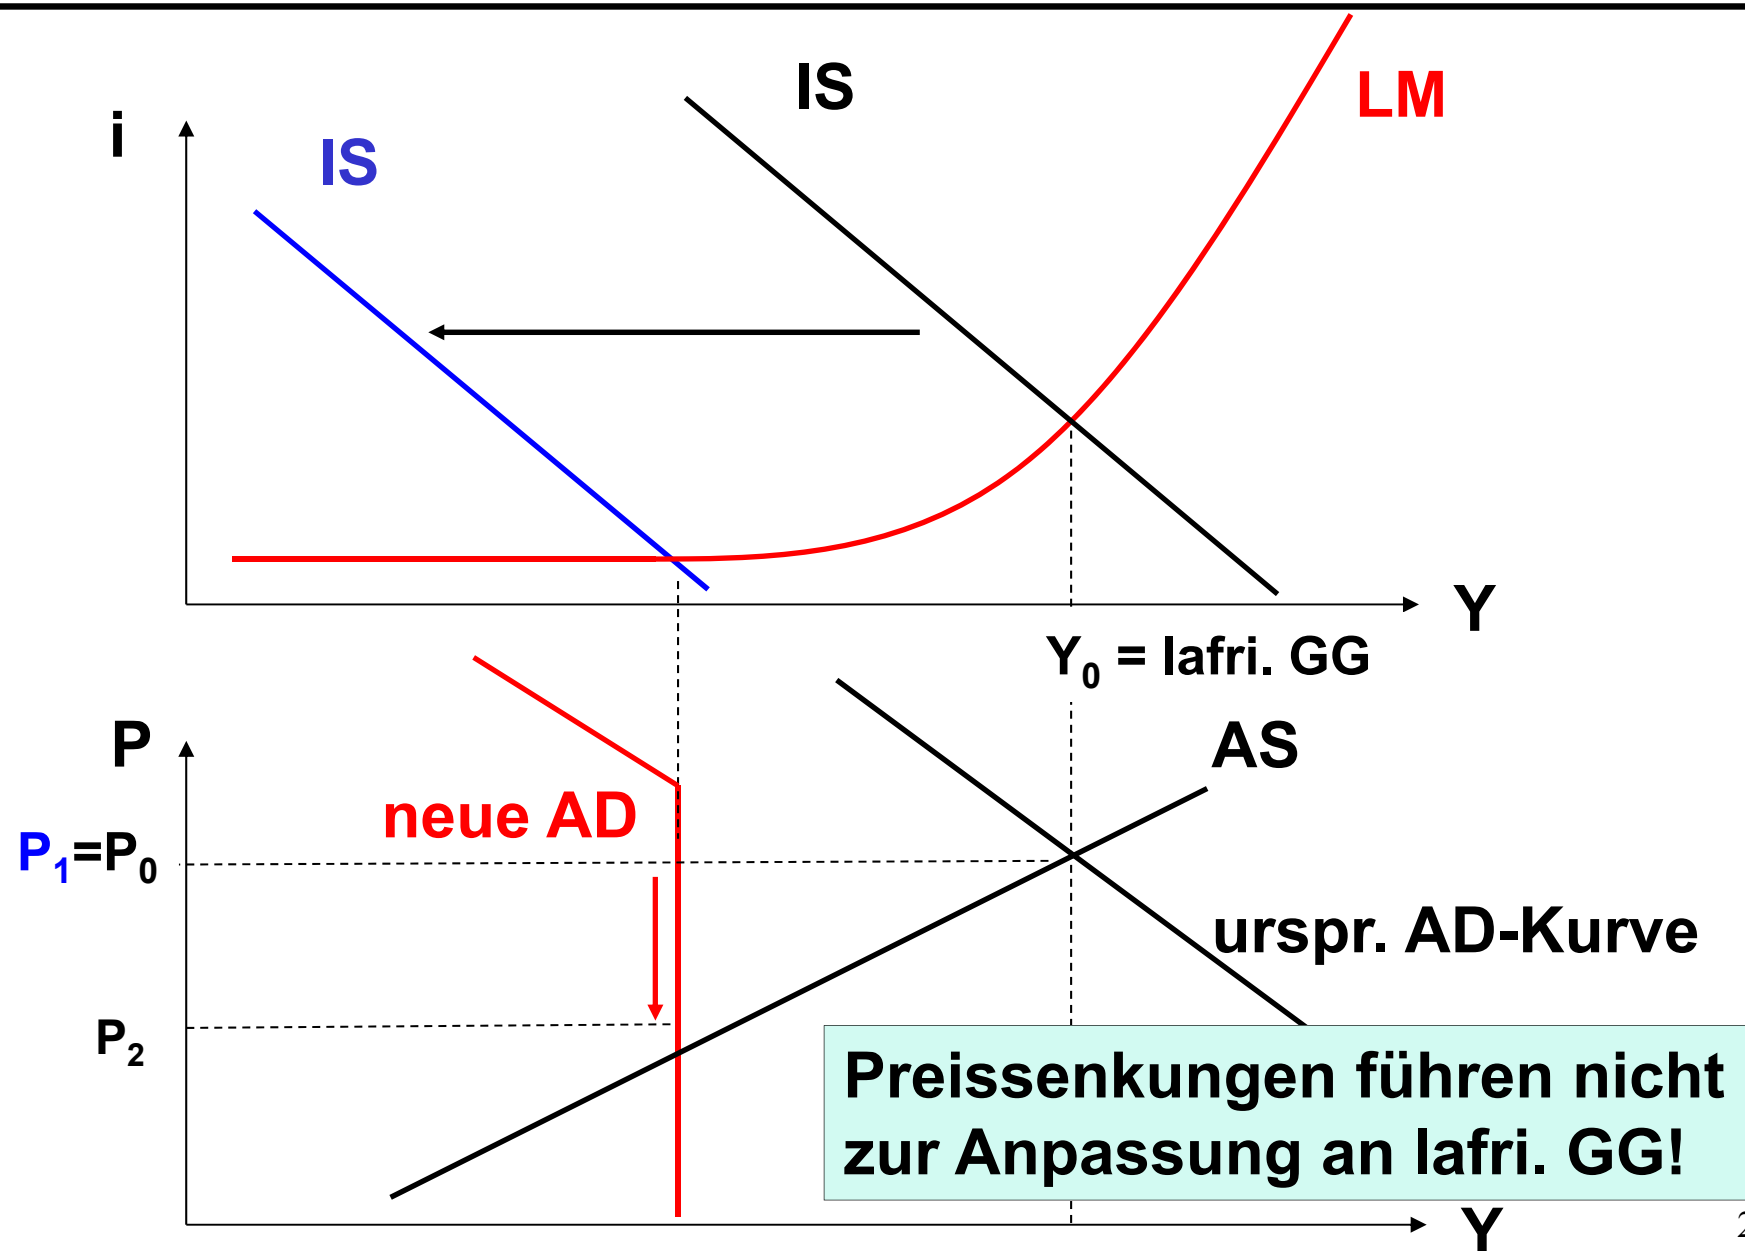 IS
LM
i
IS
Y
Y0 = lafri. GG
P
AS
neue AD
P1=P0
urspr. AD-Kurve
P2
Preissenkungen führen nicht
zur Anpassung an lafri. GG!
Y
2